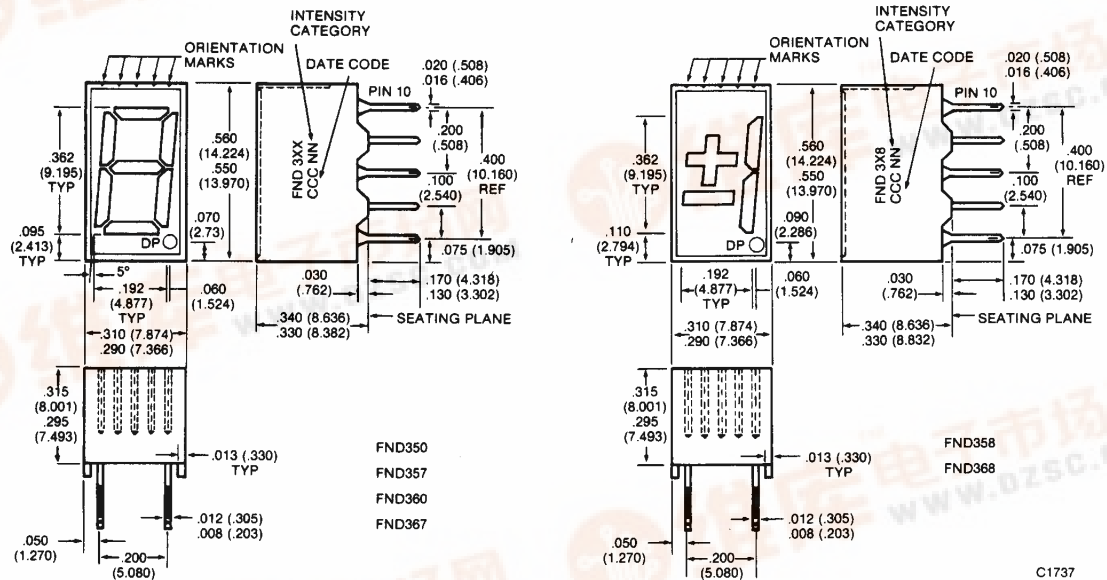 INTENSITY
CATEGORY
ORIENTATION
MARKS
DATE CODE
.020 (.508)
.016 (.406)
PIN 10
FND 3XX
CCC NN
.362
(9.195)
TYP
.560
(14.224)
.550
(13.970)
.200
(.508)
.400
(10.160)
REF
.100
(2.540)
.070
(2.73)
.095
(2.413)
TYP
DP
.075 (1.905)
5°
.192
(4.877)
TYP
.060
(1.524)
.030
(.762)
.170 (4.318)
.130 (3.302)
.340 (8.636)
.330 (8.382)
SEATING PLANE
.310 (7.874)
.290 (7.366)
.315
(8.001)
.295
(7.493)
.013 (.330)
TYP
.012 (.305)
.008 (.203)
.050
(1.270)
.200
(5.080)
FND350
FND357
FND360
FND367
INTENSITY
CATEGORY
ORIENTATION
MARKS
DATE CODE
.020 (.508)
.016 (.406)
PIN 10
FND 3X8
CCC NN
.362
(9.195)
TYP
.560
(14.224)
.550
(13.970)
.200
(.508)
.400
(10.160)
REF
.100
(2.540)
.090
(2.286)
.110
(2.794)
TYP
DP
.075 (1.905)
.192
(4.877)
TYP
.060
(1.524)
.030
(.762)
.170 (4.318)
.130 (3.302)
.340 (8.636)
.330 (8.832)
SEATING PLANE
.310 (7.874)
.290 (7.366)
.315
(8.001)
.295
(7.493)
.013 (.330)
TYP
.012 (.305)
.008 (.203)
.050
(1.270)
.200
(5.080)
FND358
FND368
C1737
维库电子市场
www.dzsc.c